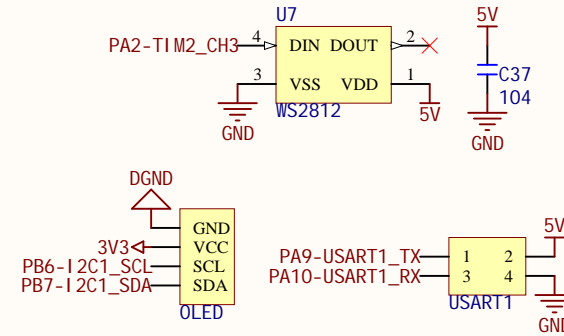 U7
5V
PA2-TIM2_CH3 4 DIN DOUT 2
C37
3 VSS VDD 1
104
WS2812 5V
GND
GND
DGND
GND
5V
3V3 VCC
PA9-USART1_TX 1 2
PB6-I2C1_SCL SCL
PA10-USART1_RX 3 4
PB7-I2C1_SDA SDA
USART1
OLED
GND